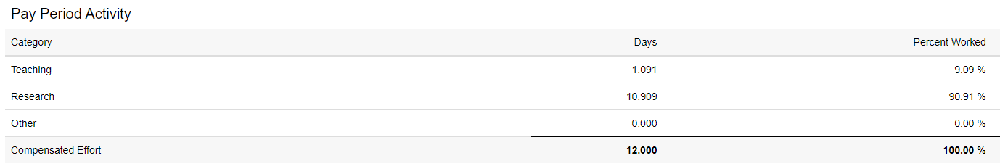 Pay Period Activity
Category Days Percent Worked
Teaching 1.091 9.09 %
Research 10.909 90.91 %
Other 0.000 0.00 %
Compensated Effort 12.000 100.00 %